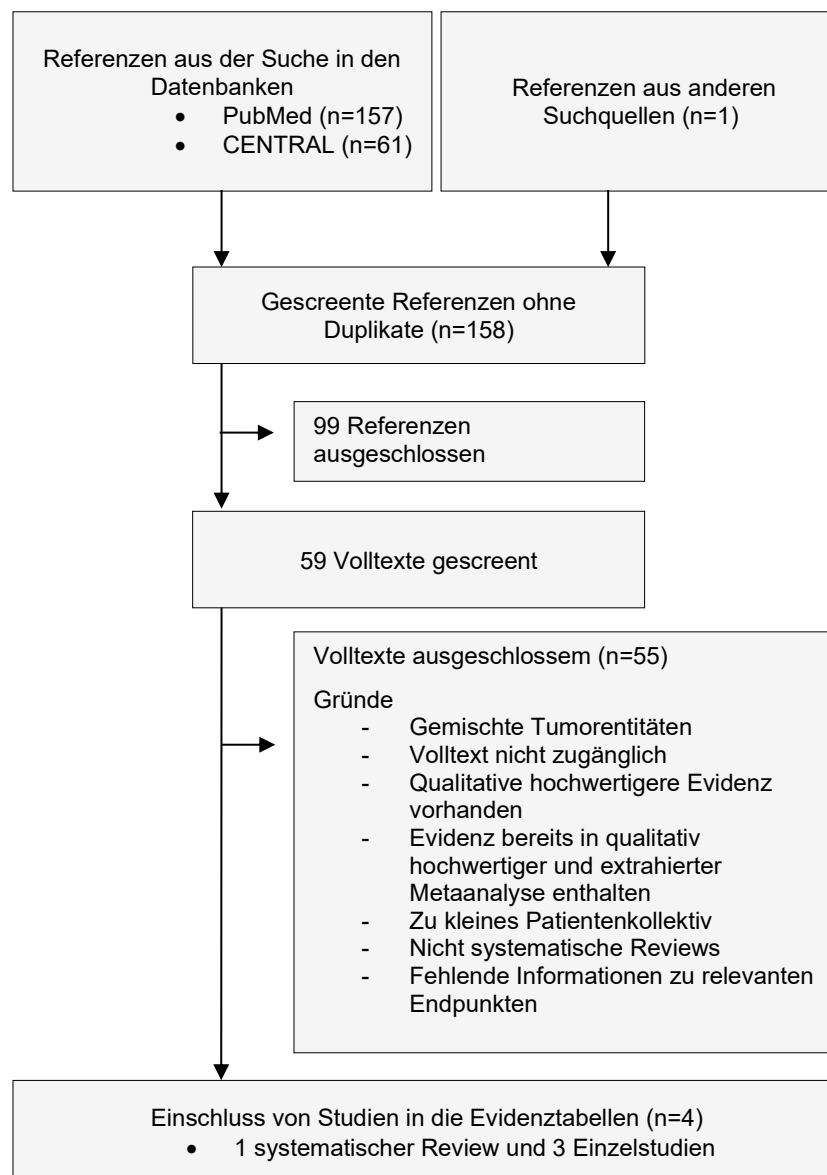 Referenzen aus der Suche in den
Datenbanken
• PubMed (n=157)
• CENTRAL (n=61)
Referenzen aus anderen
Suchquellen (n=1)
Gescreente Referenzen ohne
Duplikate (n=158)
99 Referenzen
ausgeschlossen
59 Volltexte gescreent
Volltexte ausgeschlossem (n=55)
Gründe
- Gemischte Tumorentitäten
- Volltext nicht zugänglich
- Qualitative hochwertigere Evidenz
vorhanden
- Evidenz bereits in qualitativ
hochwertiger und extrahierter
Metaanalyse enthalten
- Zu kleines Patientenkollektiv
- Nicht systematische Reviews
- Fehlende Informationen zu relevanten
Endpunkten
Einschluss von Studien in die Evidenztabellen (n=4)
• 1 systematischer Review und 3 Einzelstudien